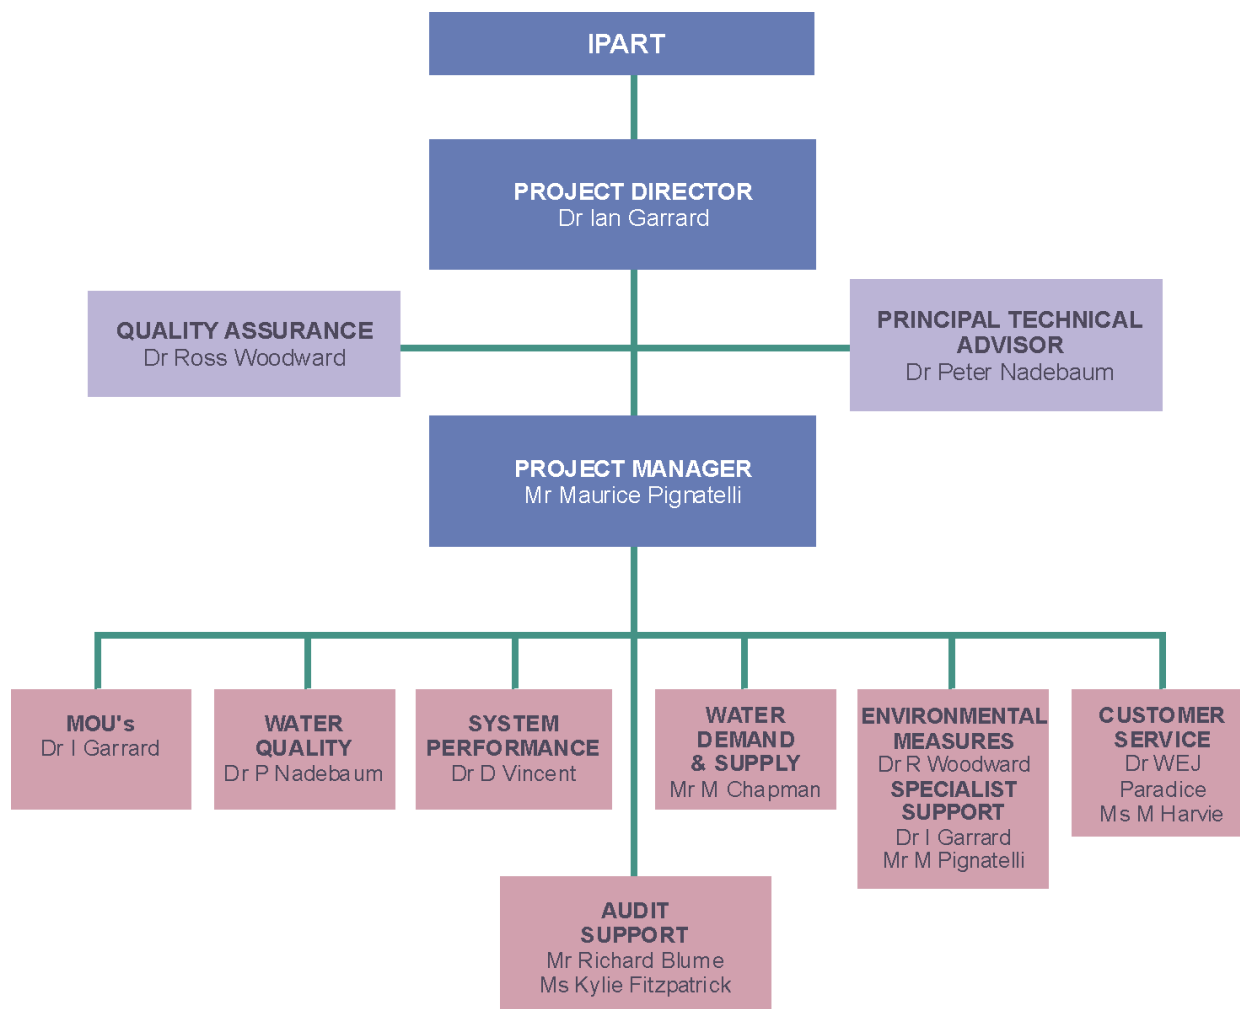 IPART
PROJECT DIRECTOR
Dr Ian Garrard
QUALITY ASSURANCE
Dr Ross Woodward
PRINCIPAL TECHNICAL
ADVISOR
Dr Peter Nadebaum
PROJECT MANAGER
Mr Maurice Pignatelli
MOU's
Dr I Garrard
WATER
QUALITY
Dr P Nadebaum
SYSTEM
PERFORMANCE
Dr D Vincent
WATER
DEMAND
& SUPPLY
Mr M Chapman
ENVIRONMENTAL
MEASURES
Dr R Woodward
SPECIALIST
SUPPORT
Dr I Garrard
Mr M Pignatelli
CUSTOMER
SERVICE
Dr WEJ
Paradice
Ms M Harvie
AUDIT
SUPPORT
Mr Richard Blume
Ms Kylie Fitzpatrick